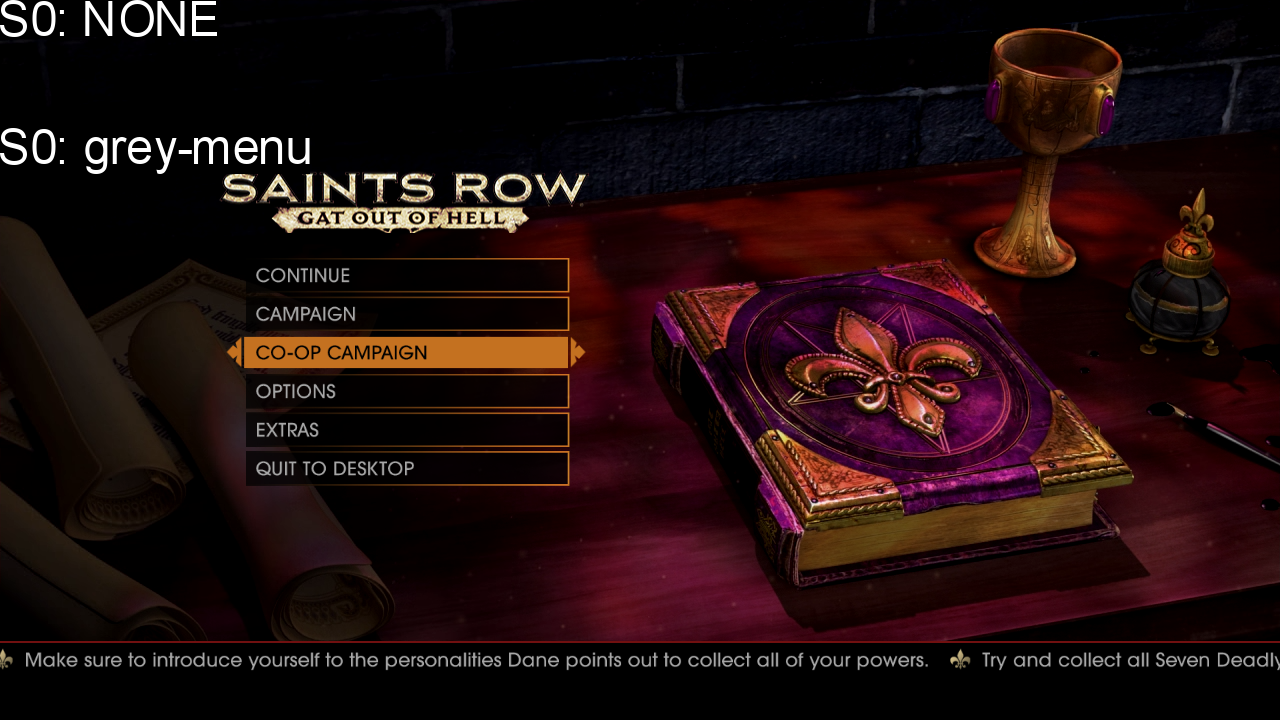 S0: NONE
S0: grey-menu
SAINTS ROW
GAT OUT OF HELL
CONTINUE
CAMPAIGN
CO-OP CAMPAIGN
OPTIONS
EXTRAS
QUIT TO DESKTOP
Make sure to introduce yourself to the personalities Dane points out to collect all of your powers. Try and collect all Seven Deadly